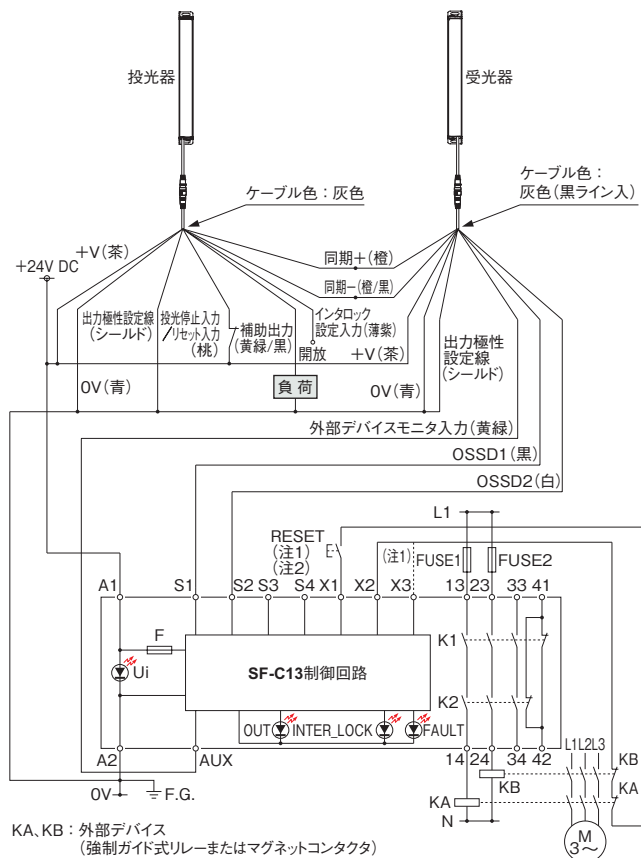 投光器
受光器
ケーブル色：灰色
ケーブル色：
灰色(黒ライン入)
+V(茶)
+24V DC
同期+(橙)
同期−(橙/黒)
出力極性設定線
(シールド)
投光停止入力
/リセット入力
(桃)
補助出力
(黄緑/黒)
インタロック
設定入力(薄紫)
開放
+V(茶)
出力極性
設定線
(シールド)
0V(青)
負荷
0V(青)
外部デバイスモニタ入力(黄緑)
OSSD1(黒)
OSSD2(白)
L1
RESET
(注1)
(注2)
(注1)
FUSE1
FUSE2
A1
S1
S2
S3
S4
X1
X2
X3
13
23
33
41
F
Ui
SF-C13制御回路
K1
K2
OUT
INTER_LOCK
FAULT
A2
AUX
14
24
34
42
L1L2L3
KB
KB
KA
KA
0V
F.G.
N
M
3〜
KA、KB：外部デバイス
(強制ガイド式リレーまたはマグネットコンタクタ)